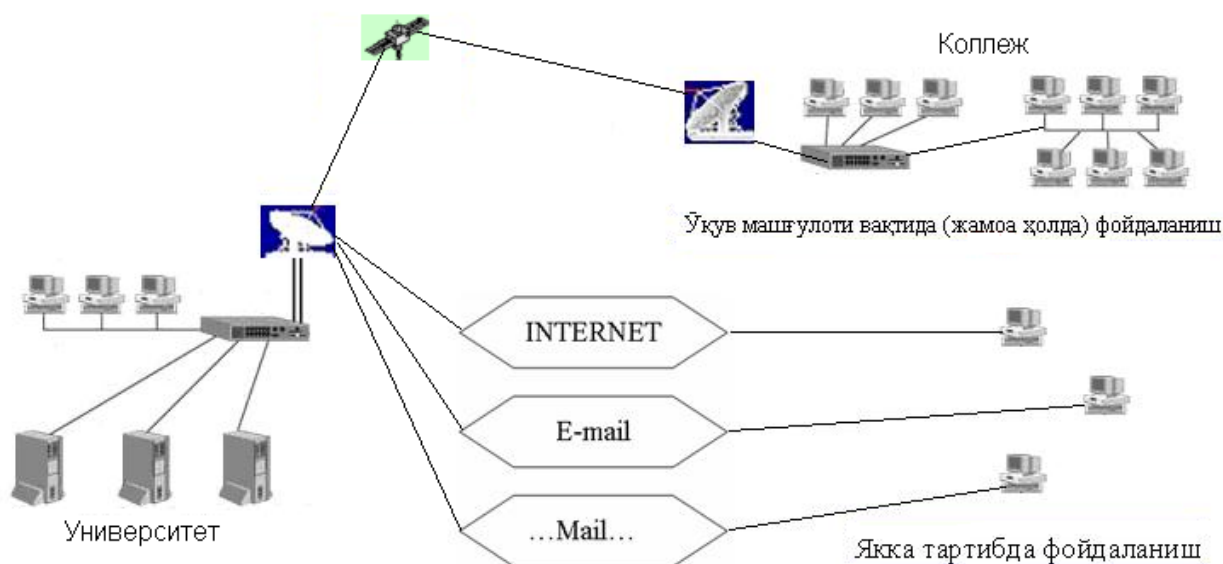 Коллеж
Ўқув машғулоти вақтида (жамоа ҳолда) фойдаланиш
INTERNET
E-mail
...Mail...
Университет
Якка тартибда фойдаланиш